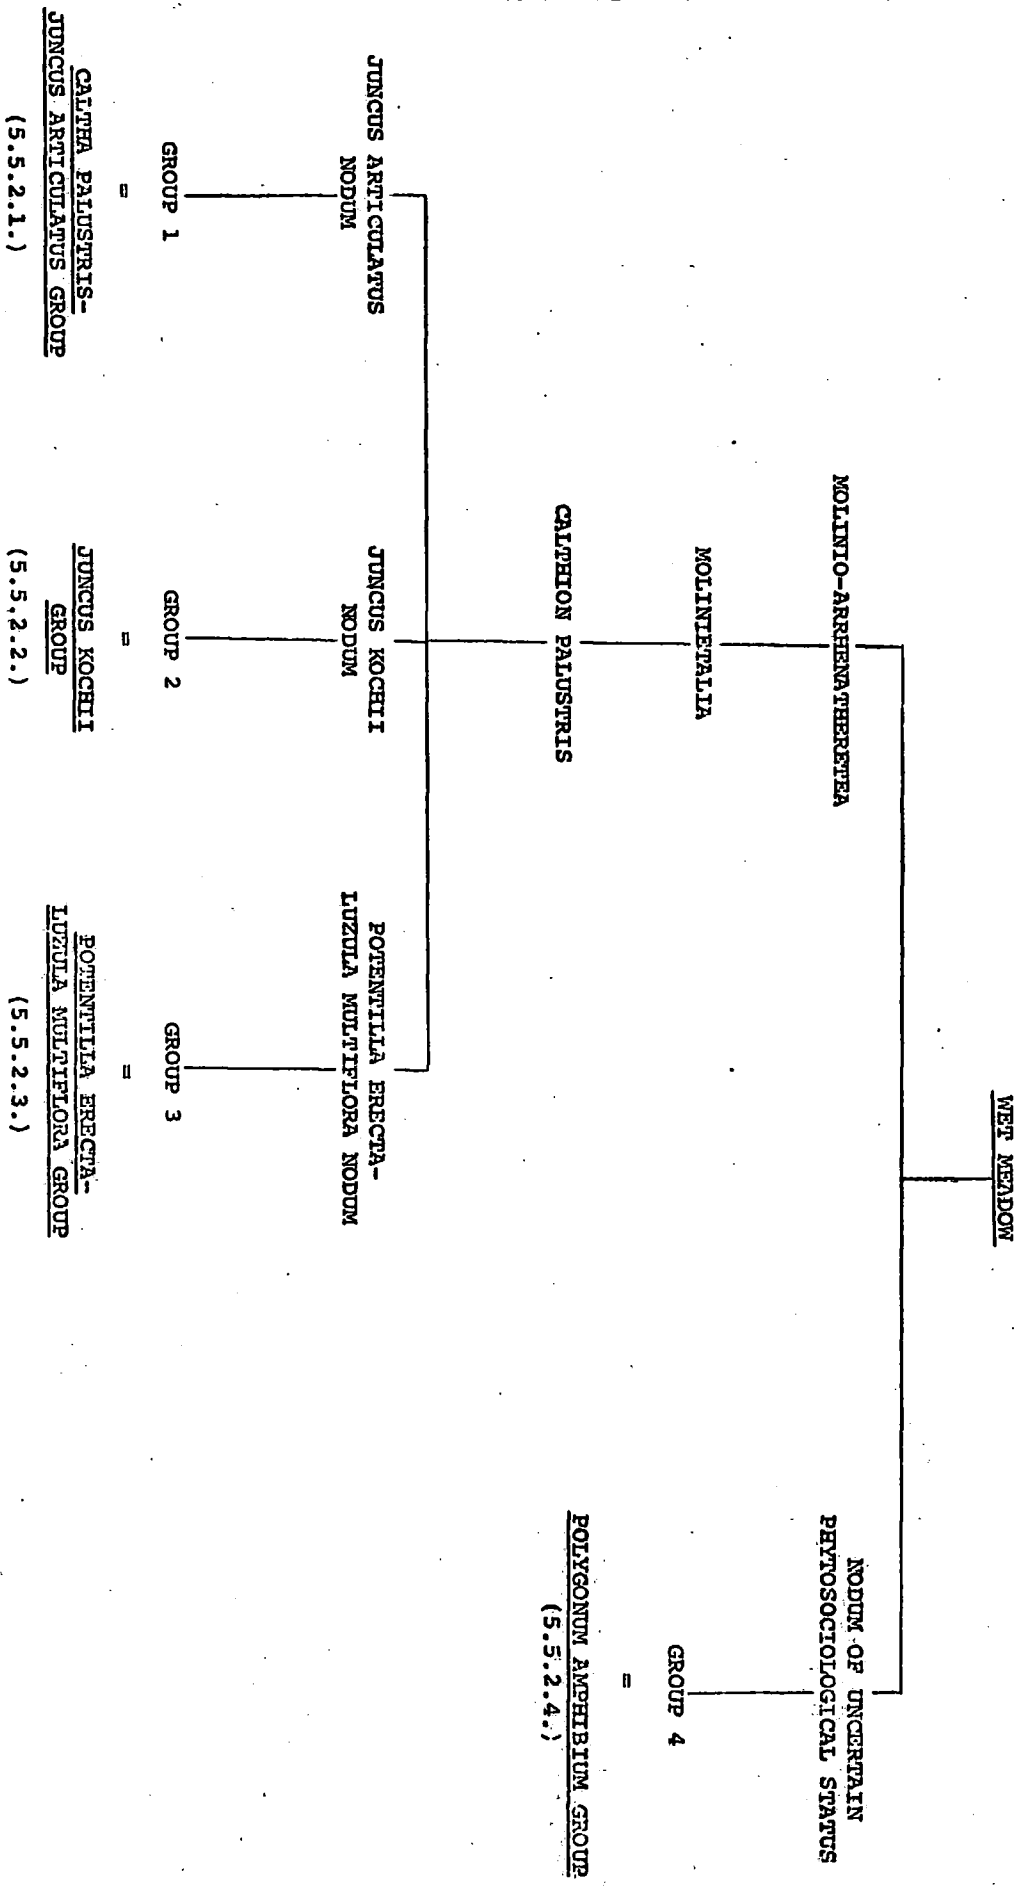 WET MEADOW
MOLINIO-ARRHENATHERETEA
NODUM OF UNCERTAIN
PHYTOSOCIOLOGICAL STATUS
MOLINIETALIA
GROUP 4
=
CALTHION PALUSTRIS
POLYGONUM AMPHIBIUM GROUP
(5.5.2.4.)
JUNCUS ARTICULATUS
NODUM
JUNCUS KOCHII
NODUM
POTENTILLA ERECTA-
LUZULA MULTIFLORA NODUM
GROUP 1
GROUP 2
GROUP 3
=
=
=
CALTHA PALUSTRIS-
JUNCUS ARTICULATUS GROUP
(5.5.2.1.)
JUNCUS KOCHII
GROUP
(5.5.2.2.)
POTENTILLA ERECTA-
LUZULA MULTIFLORA GROUP
(5.5.2.3.)